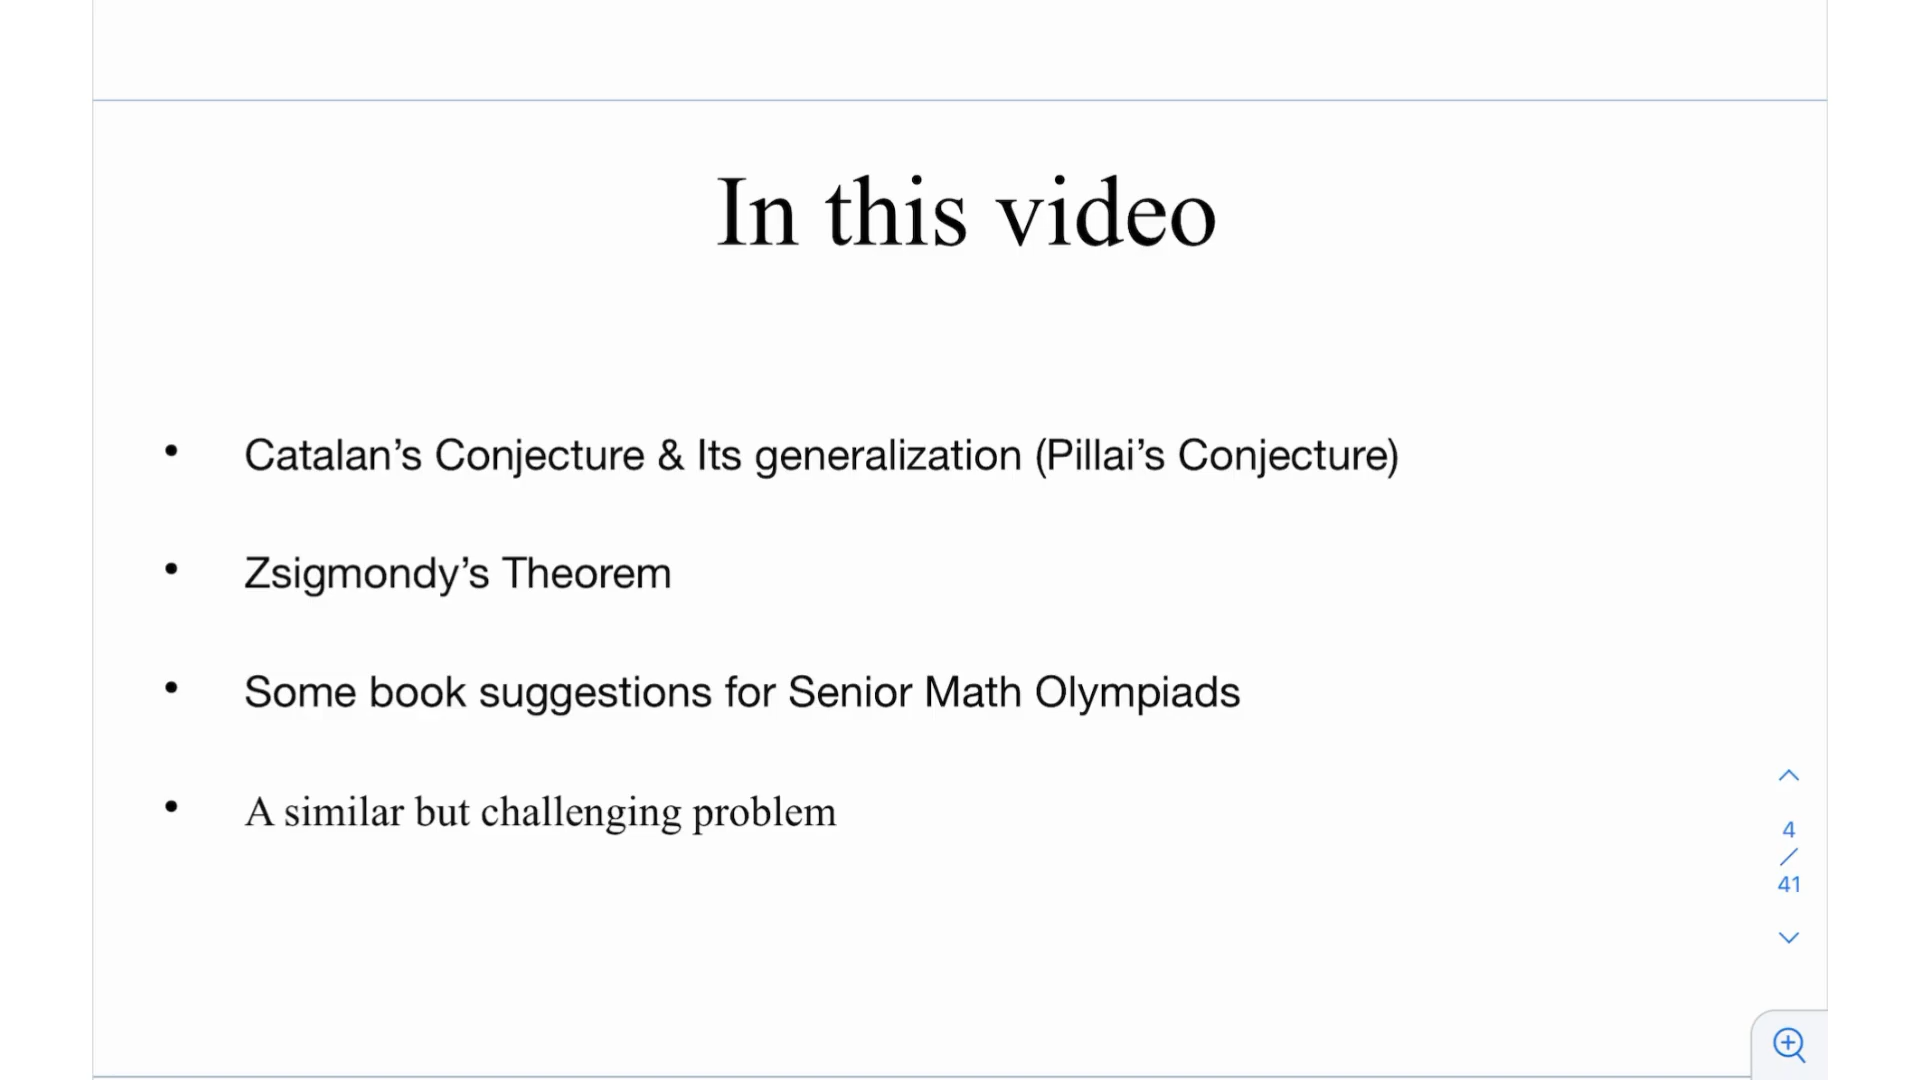 In this video
• Catalan’s Conjecture & Its generalization (Pillai’s Conjecture)
• Zsigmondy’s Theorem
• Some book suggestions for Senior Math Olympiads
• A similar but challenging problem
4
/
41